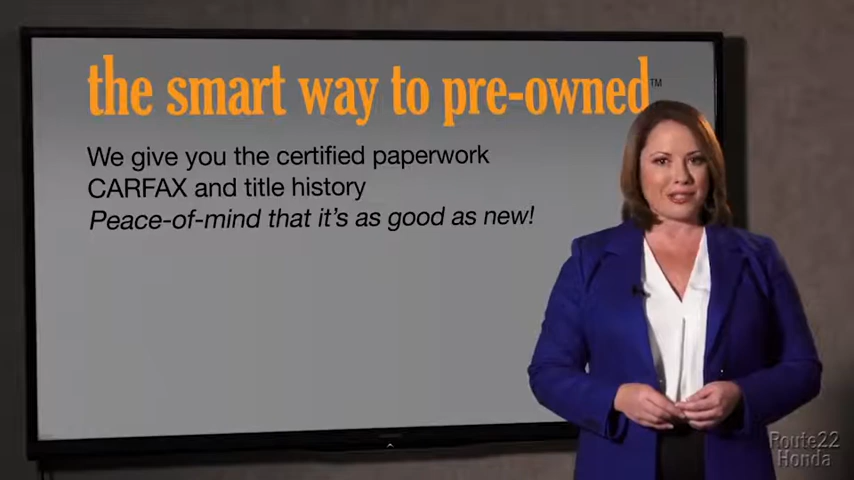 the smart way to pre-owned™
We give you the certified paperwork
CARFAX and title history
Peace-of-mind that it's as good as new!
Route22
Honda